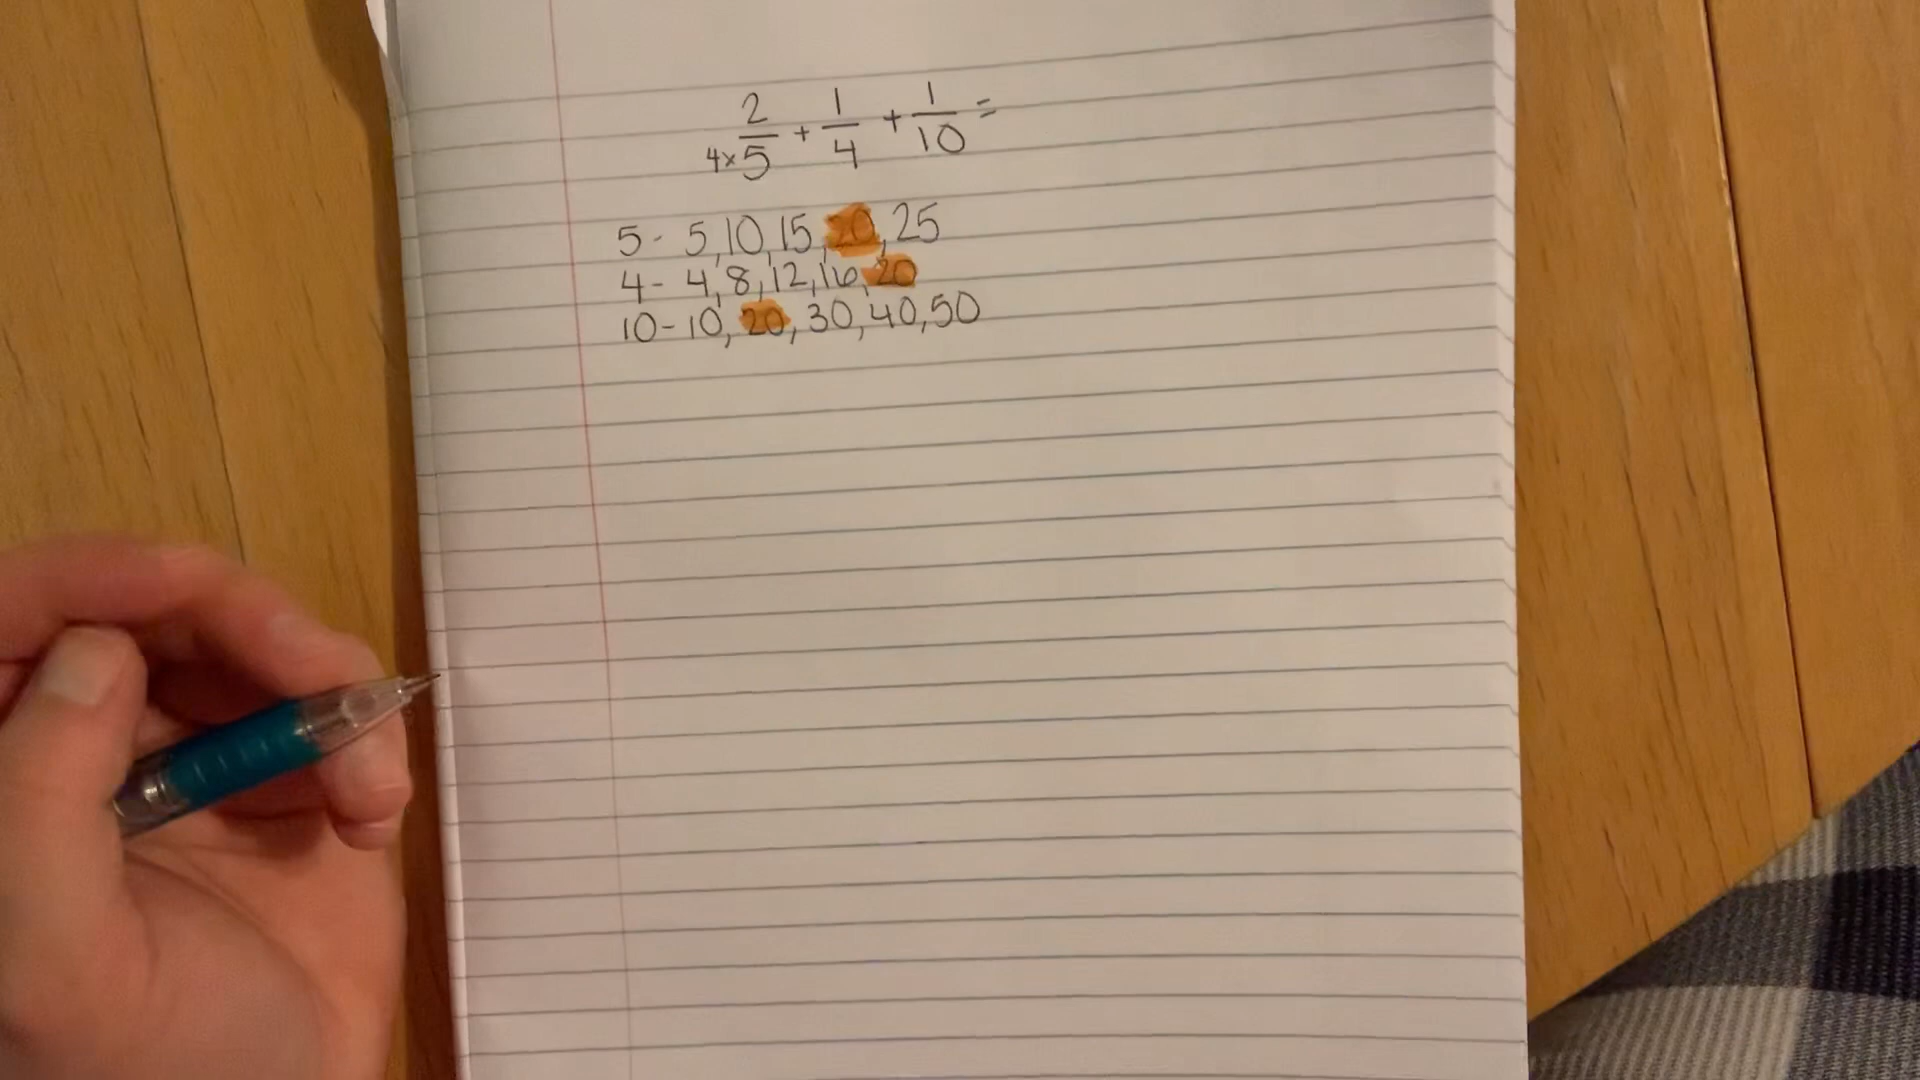 2/4×5 + 1/4 + 1/10 =
5 - 5,10,15,20,25
4 - 4,8,12,16,20
10 - 10,20,30,40,50